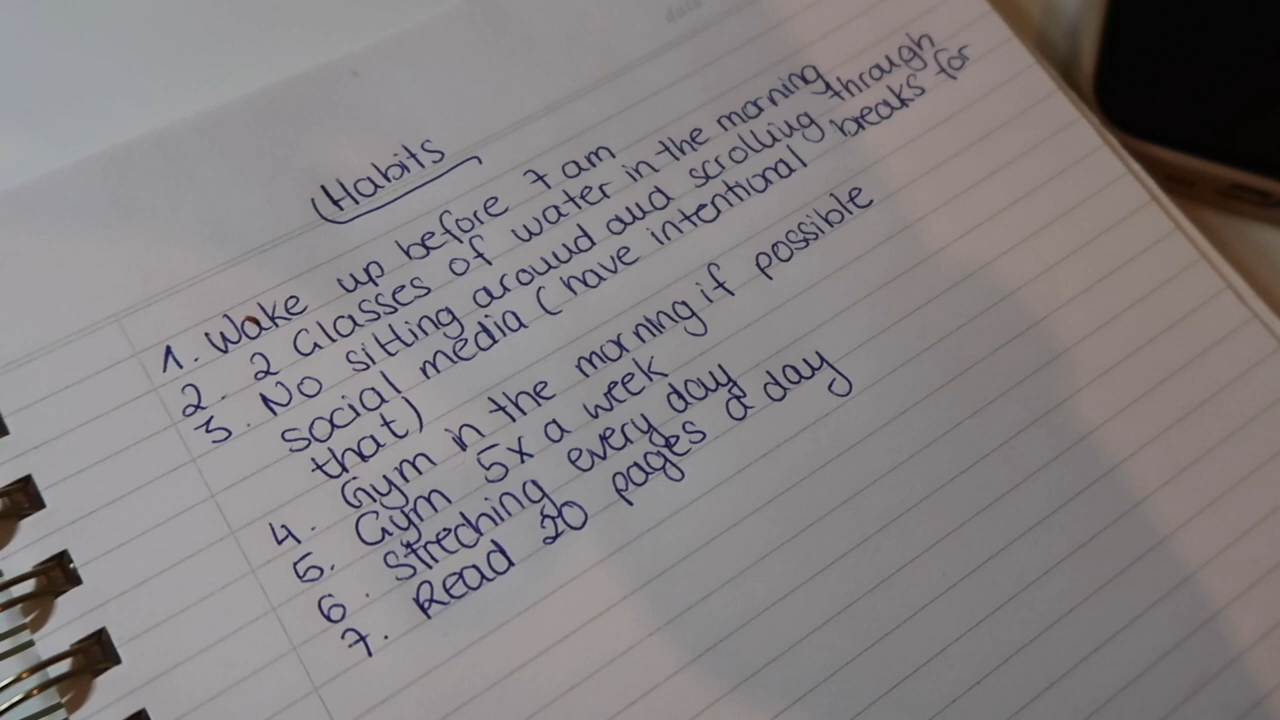 Habits
1. Wake up before 7 am
2. 2 Glasses of water in the morning
3. No sitting around and scrolling through
social media (have intentional breaks for
that)
4. Gym in the morning if possible
5. Gym 5x a week
6. Streching every day
7. Read 20 pages a day
date